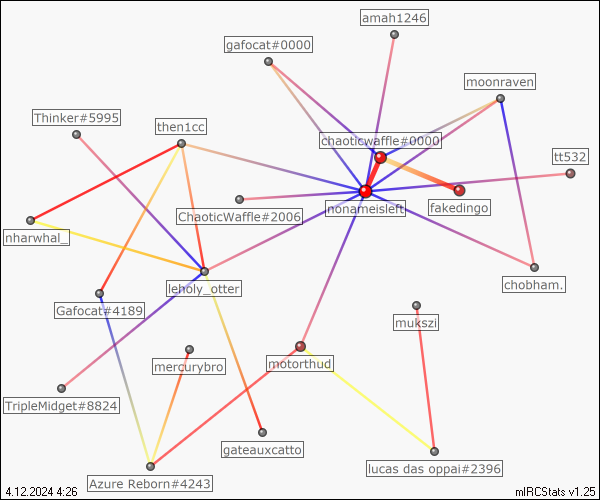 amah1246
gafocat#0000
moonraven
Thinker#5995
then1cc
chaoticwaffle#0000
tt532
ChaoticWaffle#2006
nonameisleft
fakedingo
nharwhal_
leholy_otter
chobham.
Gafocat#4189
mukszi
mercurybro
motorthud
TripleMidget#8824
gateauxcatto
lucas das oppai#2396
Azure Reborn#4243
4.12.2024 4:26
mIRCStats v1.25